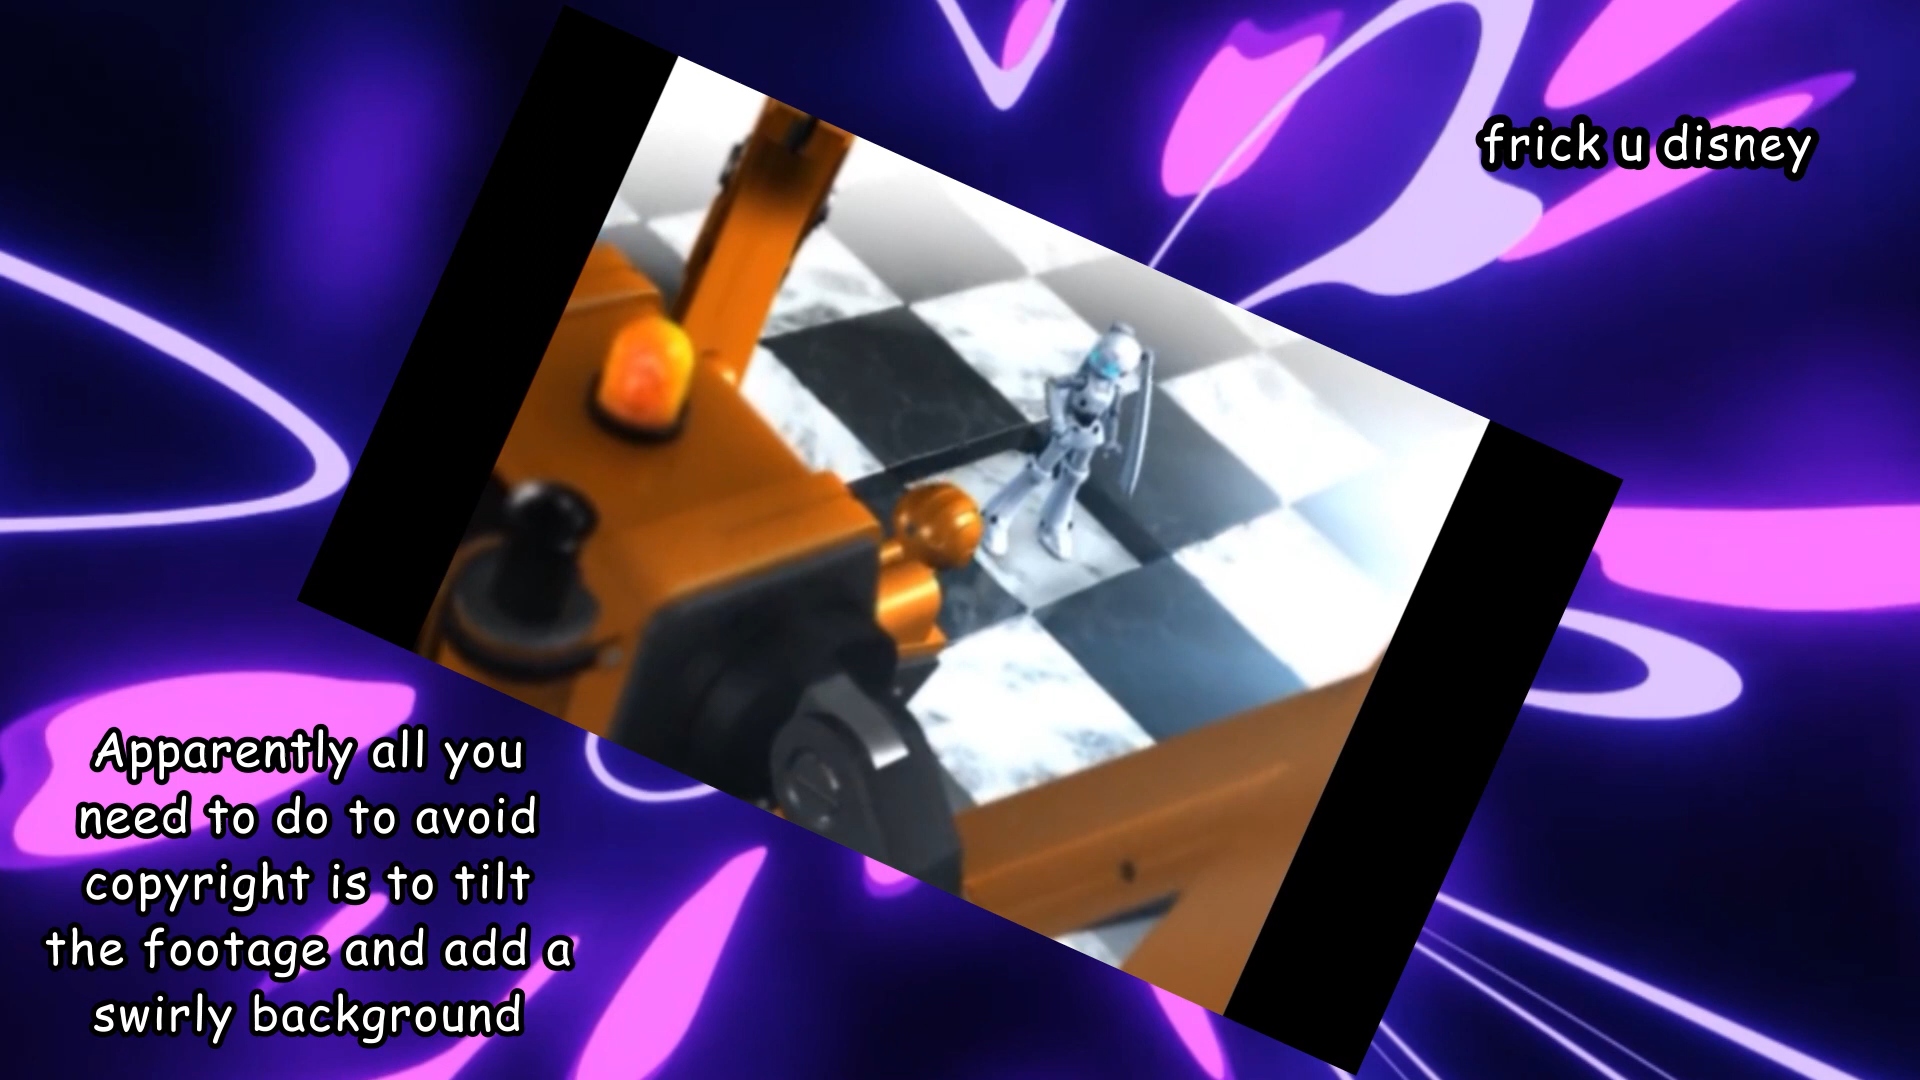 frick u disney
Apparently all you
need to do to avoid
copyright is to tilt
the footage and add a
swirly background